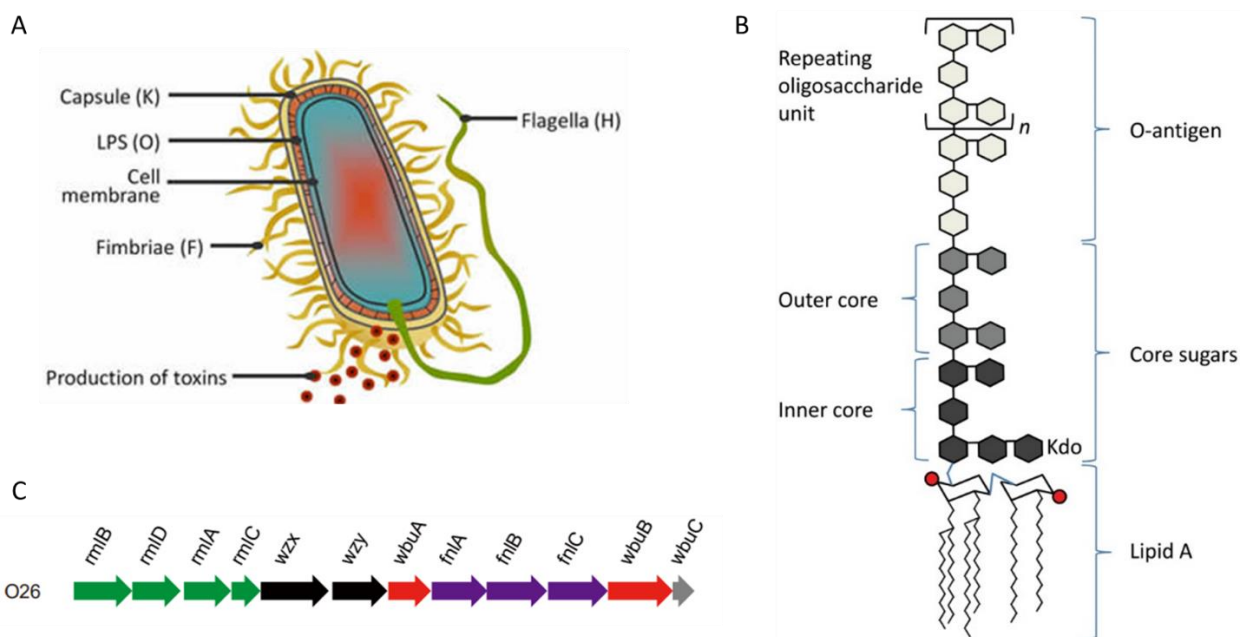 A
Capsule (K)
LPS (O)
Cell
membrane
Fimbriae (F)
Production of toxins
Flagella (H)
B
Repeating
oligosaccharide
unit
n
O-antigen
Outer core
Core sugars
Inner core
Kdo
Lipid A
C
rmlB rmlD rmlA rmlC wzx wzy wbuA fnlA fnlB fnlC wbuB wbuC
O26